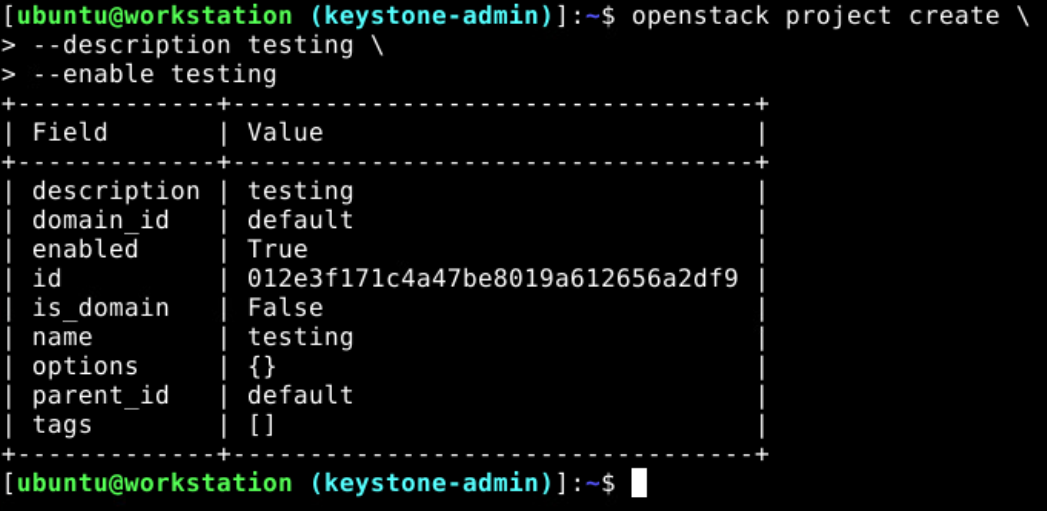 [ubuntu@workstation (keystone-admin)]:~$ openstack project create \
> --description testing \
> --enable testing
+-------------+----------------------------------+
| Field       | Value                            |
+-------------+----------------------------------+
| description | testing                          |
| domain_id   | default                          |
| enabled     | True                             |
| id          | 012e3f171c4a47be8019a612656a2df9 |
| is_domain   | False                            |
| name        | testing                          |
| options     | {}                               |
| parent_id   | default                          |
| tags        | []                               |
+-------------+----------------------------------+
[ubuntu@workstation (keystone-admin)]:~$